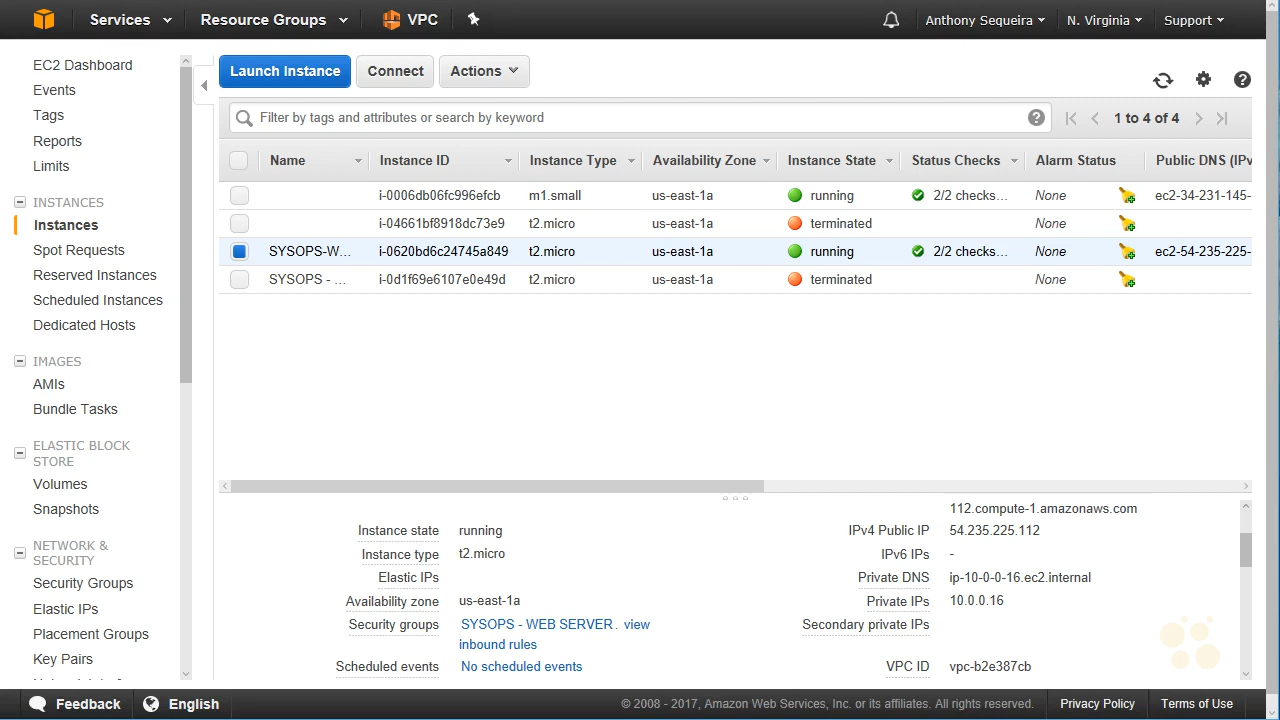 Services Resource Groups VPC Anthony Sequeira N. Virginia Support
EC2 Dashboard
Events
Tags
Reports
Limits
INSTANCES
Instances
Spot Requests
Reserved Instances
Scheduled Instances
Dedicated Hosts
IMAGES
AMIs
Bundle Tasks
ELASTIC BLOCK
STORE
Volumes
Snapshots
NETWORK &
SECURITY
Security Groups
Elastic IPs
Placement Groups
Key Pairs
Launch Instance Connect Actions
Filter by tags and attributes or search by keyword 1 to 4 of 4
Name Instance ID Instance Type Availability Zone Instance State Status Checks Alarm Status Public DNS (IPv
i-0006db06fc996efcb m1.small us-east-1a running 2/2 checks... None ec2-34-231-145-
i-04661bf8918dc73e9 t2.micro us-east-1a terminated None
SYSOPS-W... i-0620bd6c24745a849 t2.micro us-east-1a running 2/2 checks... None ec2-54-235-225-
SYSOPS - ... i-0d1f69e6107e0e49d t2.micro us-east-1a terminated None
112.compute-1.amazonaws.com
Instance state running IPv4 Public IP 54.235.225.112
Instance type t2.micro IPv6 IPs -
Elastic IPs Private DNS ip-10-0-0-16.ec2.internal
Availability zone us-east-1a Private IPs 10.0.0.16
Security groups SYSOPS - WEB SERVER . view Secondary private IPs
inbound rules
Scheduled events No scheduled events VPC ID vpc-b2e387cb
Feedback English © 2008 - 2017, Amazon Web Services, Inc. or its affiliates. All rights reserved. Privacy Policy Terms of Use